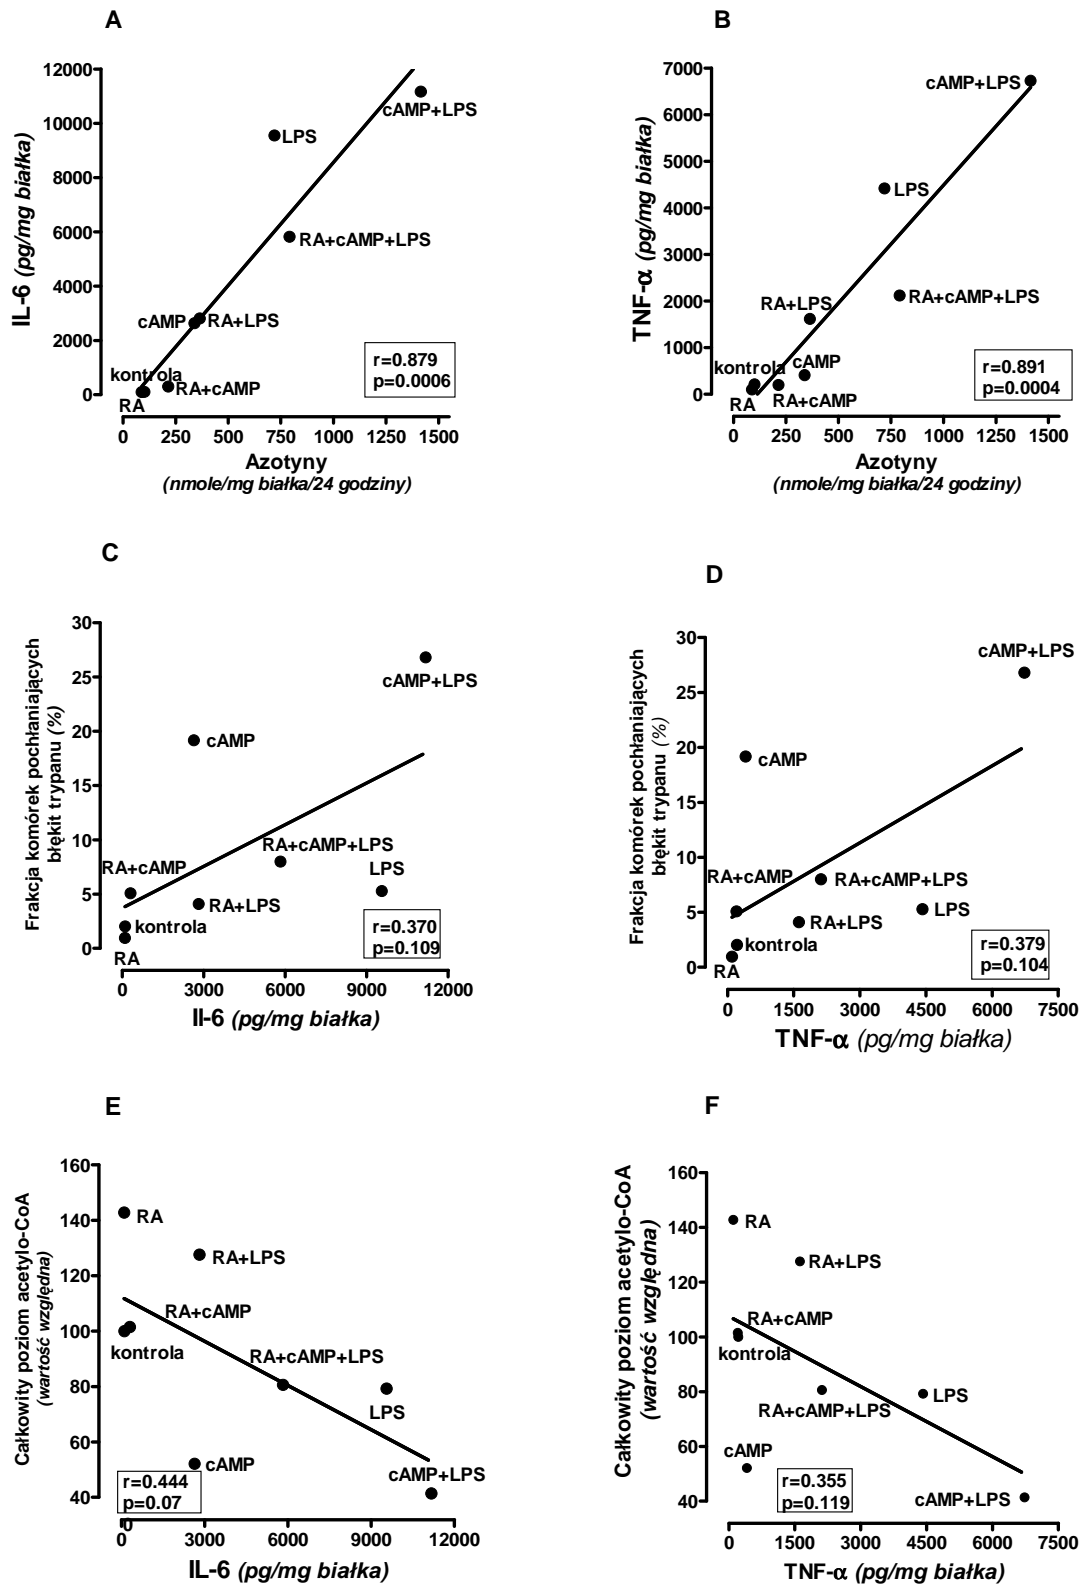 A
IL-6 (pg/mg białka)
12000
10000
8000
6000
4000
2000
0
cAMP+LPS
LPS
RA+cAMP+LPS
cAMP
RA+LPS
kontrola
RA+cAMP
RA
r=0.879
p=0.0006
0 250 500 750 1000 1250 1500
Azotyny
(nmole/mg białka/24 godziny)
B
TNF-α (pg/mg białka)
7000
6000
5000
4000
3000
2000
1000
0
cAMP+LPS
LPS
RA+LPS
RA+cAMP+LPS
kontrola
cAMP
RA
RA+cAMP
r=0.891
p=0.0004
0 250 500 750 1000 1250 1500
Azotyny
(nmole/mg białka/24 godziny)
C
Frakcja komórek pochłaniających
błękit trypanu (%)
30
25
20
15
10
5
0
cAMP+LPS
cAMP
RA+cAMP+LPS
RA+cAMP
LPS
RA+LPS
kontrola
RA
r=0.370
p=0.109
0 3000 6000 9000 12000
Il-6 (pg/mg białka)
D
Frakcja komórek pochłaniających
błękit trypanu (%)
30
25
20
15
10
5
0
cAMP+LPS
cAMP
RA+cAMP
RA+cAMP+LPS
RA+LPS
LPS
kontrola
RA
r=0.379
p=0.104
0 1500 3000 4500 6000 7500
TNF-α (pg/mg białka)
E
Całkowity poziom acetylo-CoA
(wartość względna)
160
140
120
100
80
60
40
RA
RA+LPS
RA+cAMP
kontrola
RA+cAMP+LPS
LPS
cAMP
cAMP+LPS
r=0.444
p=0.07
0
0 3000 6000 9000 12000
IL-6 (pg/mg białka)
F
Całkowity poziom acetylo-CoA
(wartość względna)
160
140
120
100
80
60
40
RA
RA+LPS
RA+cAMP
kontrola
RA+cAMP+LPS
LPS
cAMP
cAMP+LPS
r=0.355
p=0.119
0 1500 3000 4500 6000 7500
TNF-α (pg/mg białka)